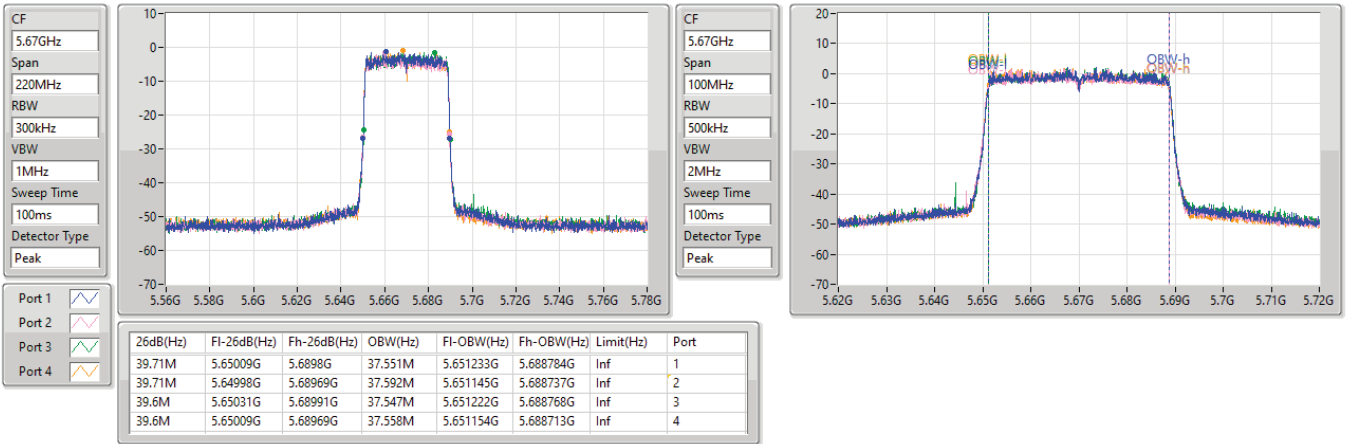 CF
5.67GHz
Span
220MHz
RBW
300kHz
VBW
1MHz
Sweep Time
100ms
Detector Type
Peak
10
0
-10
-20
-30
-40
-50
-60
-70
5.56G 5.58G 5.6G 5.62G 5.64G 5.66G 5.68G 5.7G 5.72G 5.74G 5.76G 5.78G
CF
5.67GHz
Span
100MHz
RBW
500kHz
VBW
2MHz
Sweep Time
100ms
Detector Type
Peak
20
10
0
-10
-20
-30
-40
-50
-60
-70
OBW-l OBW-h
OBW-h
5.62G 5.63G 5.64G 5.65G 5.66G 5.67G 5.68G 5.69G 5.7G 5.71G 5.72G
Port 1
Port 2
Port 3
Port 4
26dB(Hz) Fl-26dB(Hz) Fh-26dB(Hz) OBW(Hz) Fl-OBW(Hz) Fh-OBW(Hz) Limit(Hz) Port
39.71M 5.65009G 5.6898G 37.551M 5.651233G 5.688784G Inf 1
39.71M 5.64998G 5.68969G 37.592M 5.651145G 5.688737G Inf 2
39.6M 5.65031G 5.68991G 37.547M 5.651222G 5.688768G Inf 3
39.6M 5.65009G 5.68969G 37.558M 5.651154G 5.688713G Inf 4